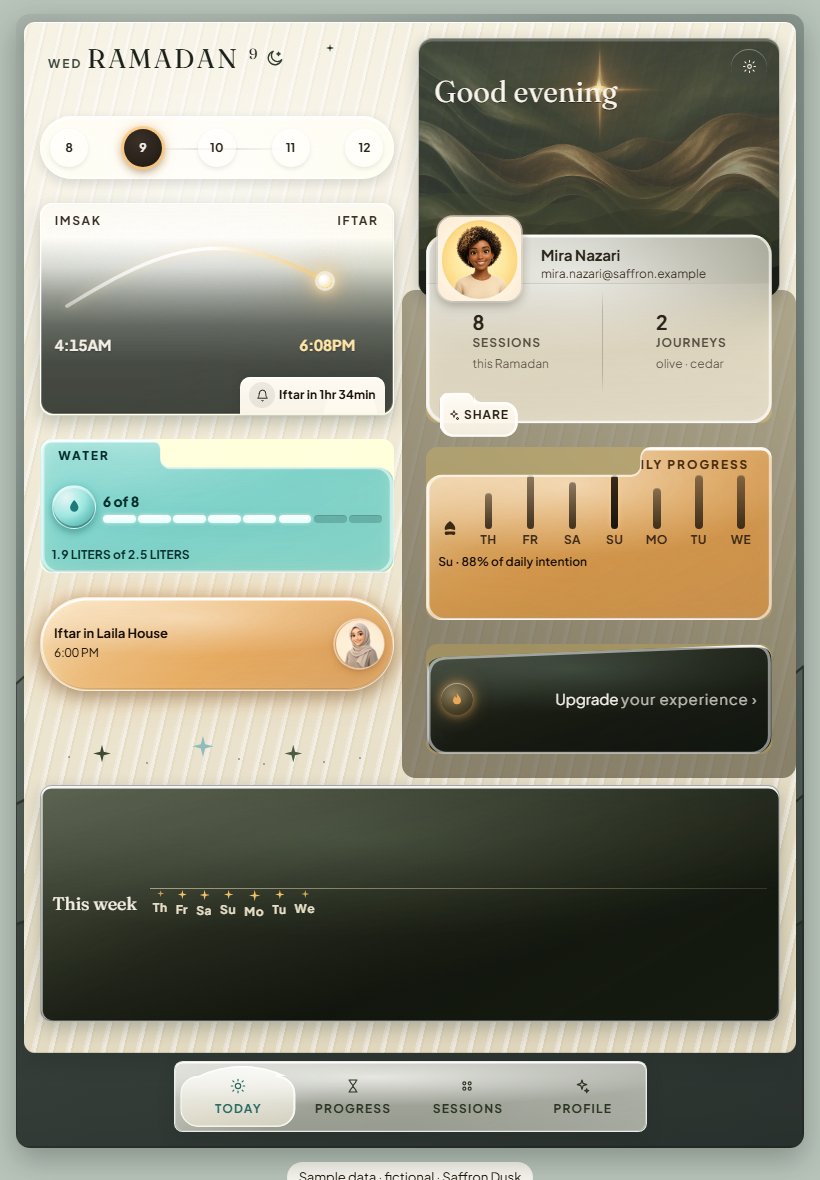 WED RAMADAN 9
8 9 10 11 12
IMSAK IFTAR
4:15AM 6:08PM
Iftar in 1hr 34min
WATER
6 of 8
1.9 LITERS of 2.5 LITERS
Iftar in Laila House
6:00 PM
Good evening
Mira Nazari
mira.nazari@saffron.example
8
SESSIONS
this Ramadan
2
JOURNEYS
olive · cedar
SHARE
ILY PROGRESS
TH FR SA SU MO TU WE
Su · 88% of daily intention
Upgrade your experience ›
This week
Th Fr Sa Su Mo Tu We
TODAY PROGRESS SESSIONS PROFILE
Sample data · fictional · Saffron Dusk